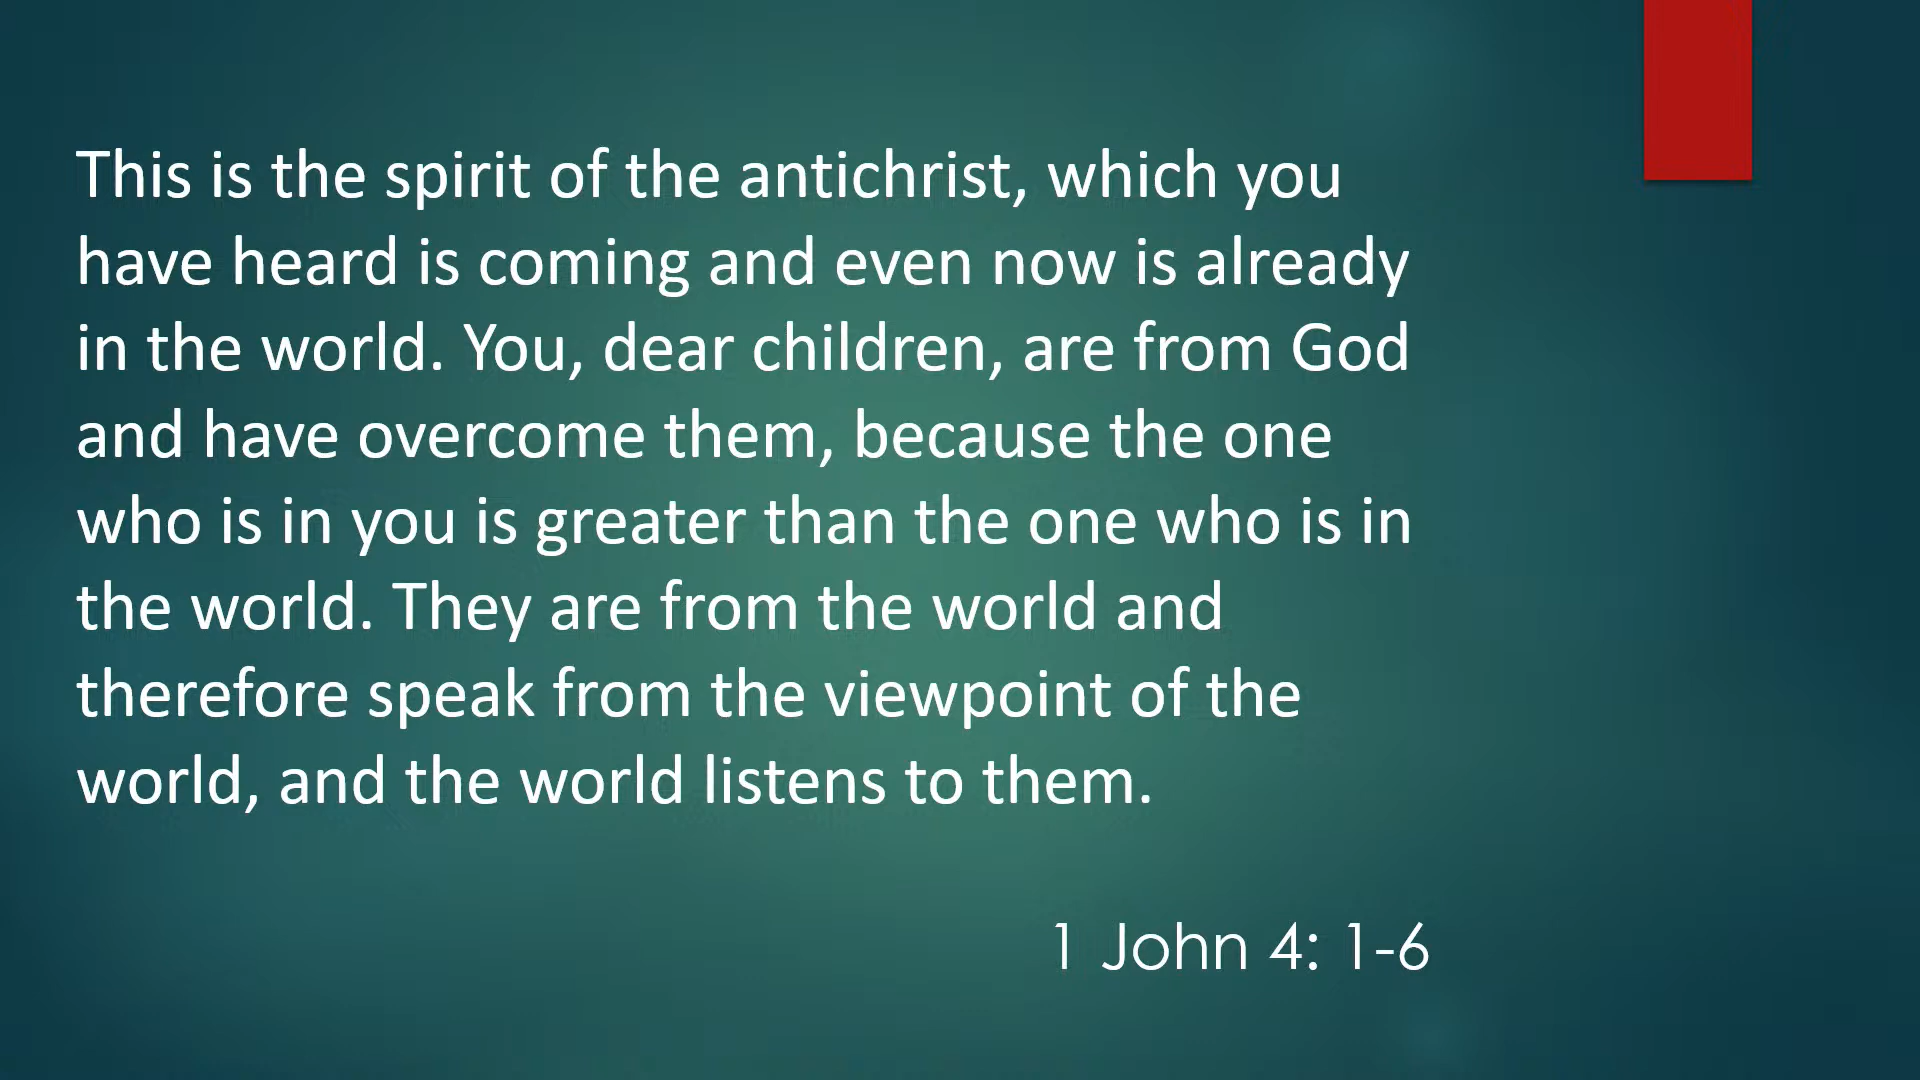 This is the spirit of the antichrist, which you
have heard is coming and even now is already
in the world. You, dear children, are from God
and have overcome them, because the one
who is in you is greater than the one who is in
the world. They are from the world and
therefore speak from the viewpoint of the
world, and the world listens to them.
1 John 4: 1-6